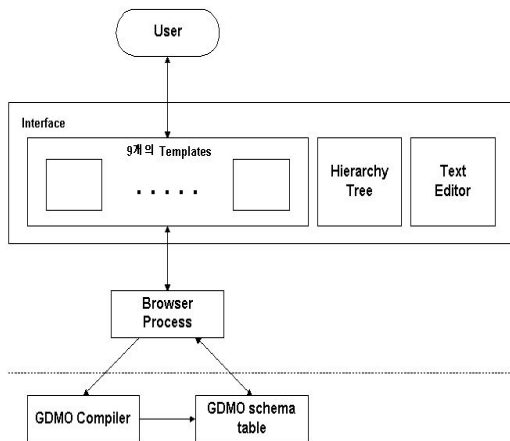 User
Interface
9개의 Templates
.....
Hierarchy
Tree
Text
Editor
Browser
Process
GDMO Compiler
GDMO schema
table